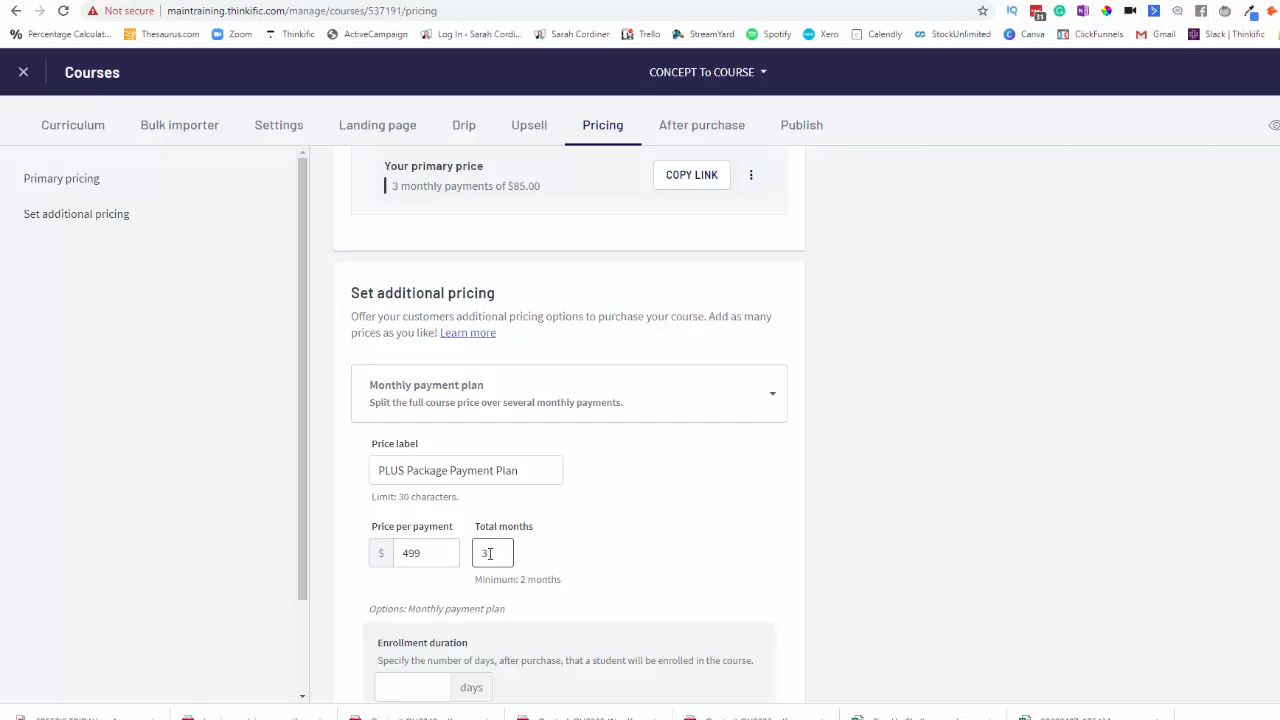 Not secure maintraining.thinkific.com/manage/courses/537191/pricing
31
Percentage Calculat... Thesaurus.com Zoom Thinkific ActiveCampaign Log In ‹ Sarah Cordi... Sarah Cordiner Trello StreamYard Spotify Xero Calendly StockUnlimited Canva ClickFunnels Gmail Slack | Thinkific
Courses
CONCEPT To COURSE
Curriculum Bulk importer Settings Landing page Drip Upsell Pricing After purchase Publish
Primary pricing
Set additional pricing
Your primary price
3 monthly payments of $85.00
COPY LINK
Set additional pricing
Offer your customers additional pricing options to purchase your course. Add as many
prices as you like! Learn more
Monthly payment plan
Split the full course price over several monthly payments.
Price label
PLUS Package Payment Plan
Limit: 30 characters.
Price per payment Total months
$ 499 3
Minimum: 2 months
Options: Monthly payment plan
Enrollment duration
Specify the number of days, after purchase, that a student will be enrolled in the course.
days